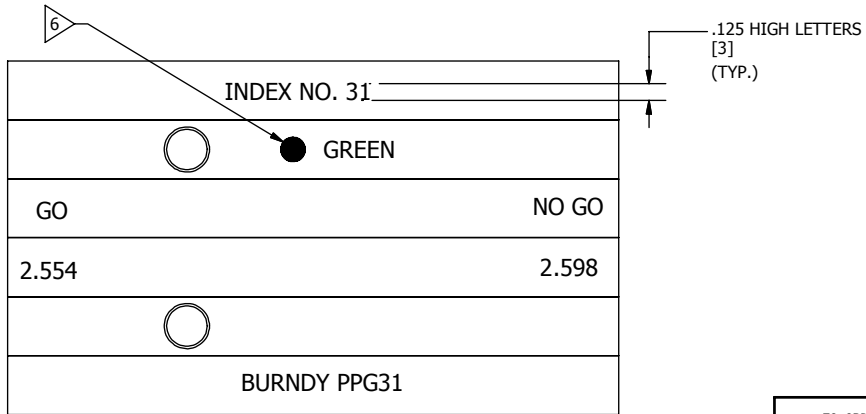 6
.125 HIGH LETTERS
[3]
(TYP.)
INDEX NO. 31
GREEN
GO NO GO
2.554 2.598
BURNDY PPG31